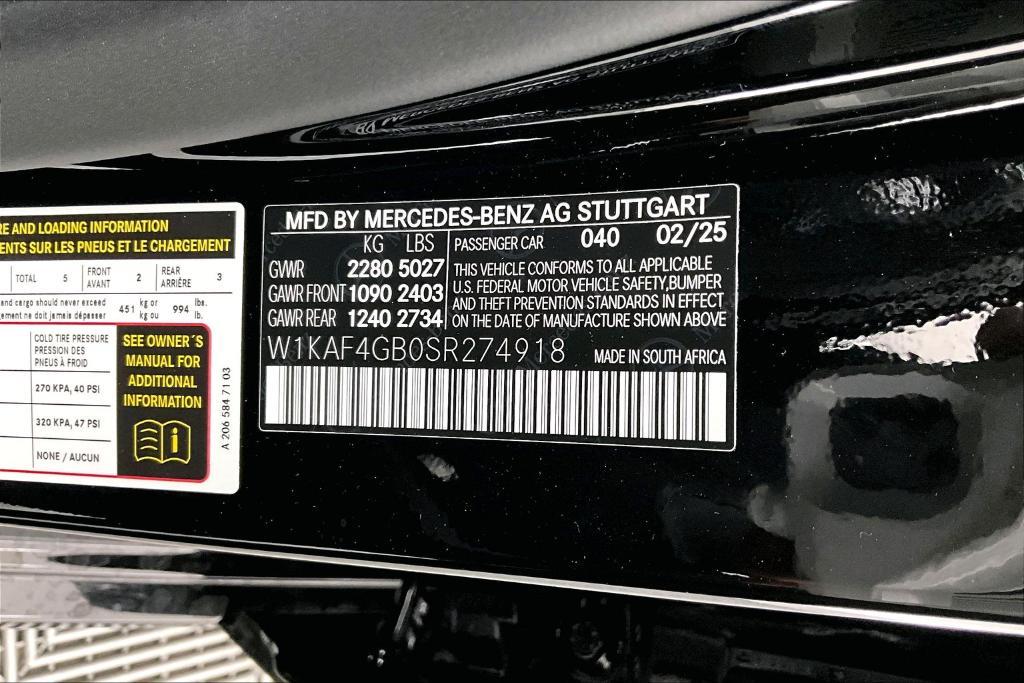 RE AND LOADING INFORMATION
ENTS SUR LES PNEUS ET LE CHARGEMENT
TOTAL 5 FRONT AVANT 2 REAR ARRIÈRE 3
and cargo should never exceed 451 kg or 994 lbs.
gement ne doit jamais dépasser kg ou lb.
COLD TIRE PRESSURE
PRESSION DES
PNEUS À FROID
270 KPA, 40 PSI
320 KPA, 47 PSI
NONE / AUCUN
SEE OWNER´S
MANUAL FOR
ADDITIONAL
INFORMATION
i
A 206 584 71 03
MFD BY MERCEDES-BENZ AG STUTTGART
KG LBS PASSENGER CAR 040 02/25
GVWR 2280 5027
GAWR FRONT 1090 2403
GAWR REAR 1240 2734
THIS VEHICLE CONFORMS TO ALL APPLICABLE
U.S. FEDERAL MOTOR VEHICLE SAFETY,BUMPER
AND THEFT PREVENTION STANDARDS IN EFFECT
ON THE DATE OF MANUFACTURE SHOWN ABOVE
W1KAF4GB0SR274918 MADE IN SOUTH AFRICA